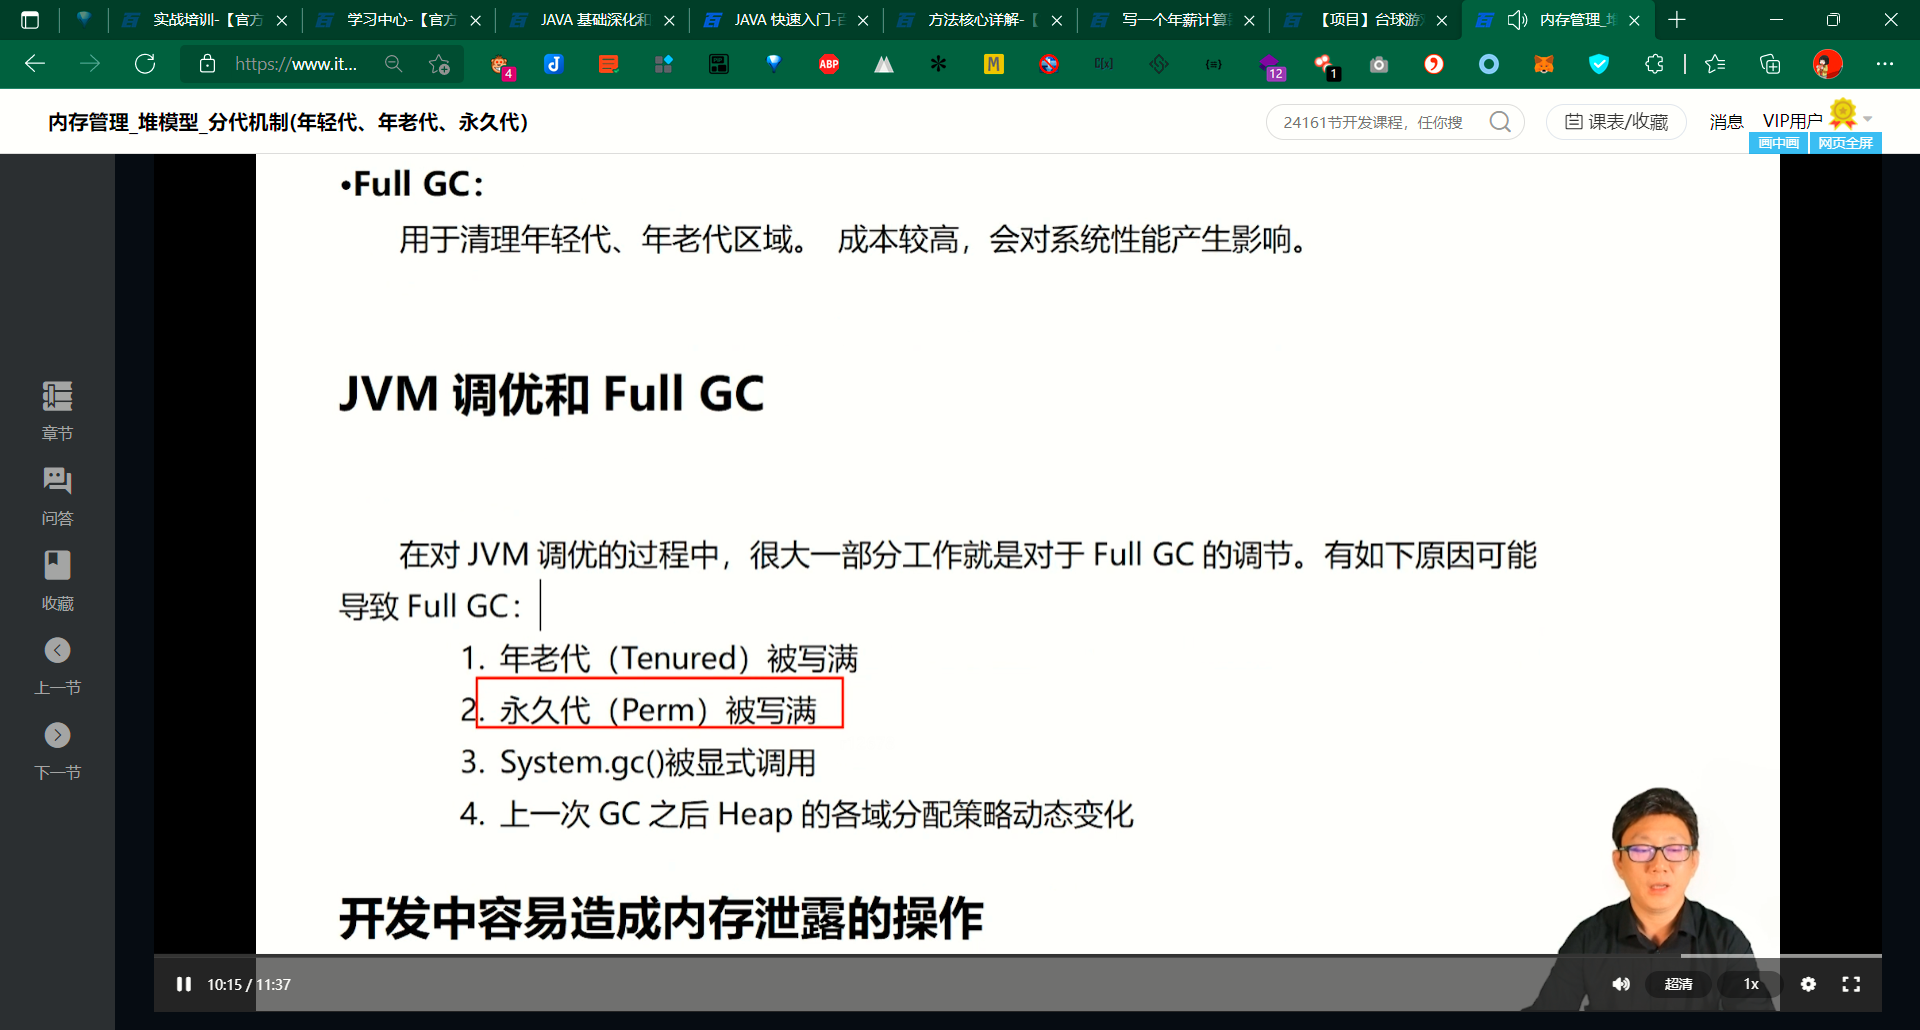 实战培训-【官方
学习中心-【官方
JAVA 基础深化和
JAVA 快速入门-百
方法核心详解-【
写一个年薪计算
【项目】台球游戏
内存管理_堆
https://www.it...
4
ABP
M
12
1
内存管理_堆模型_分代机制(年轻代、年老代、永久代)
24161节开发课程，任你搜
课表/收藏
消息
VIP用户
画中画
网页全屏
•Full GC：
用于清理年轻代、年老代区域。 成本较高，会对系统性能产生影响。
JVM 调优和 Full GC
在对 JVM 调优的过程中，很大一部分工作就是对于 Full GC 的调节。有如下原因可能
导致 Full GC：
1. 年老代（Tenured）被写满
2. 永久代（Perm）被写满
3. System.gc()被显式调用
4. 上一次 GC 之后 Heap 的各域分配策略动态变化
开发中容易造成内存泄露的操作
章节
问答
收藏
上一节
下一节
10:15 / 11:37
超清
1x